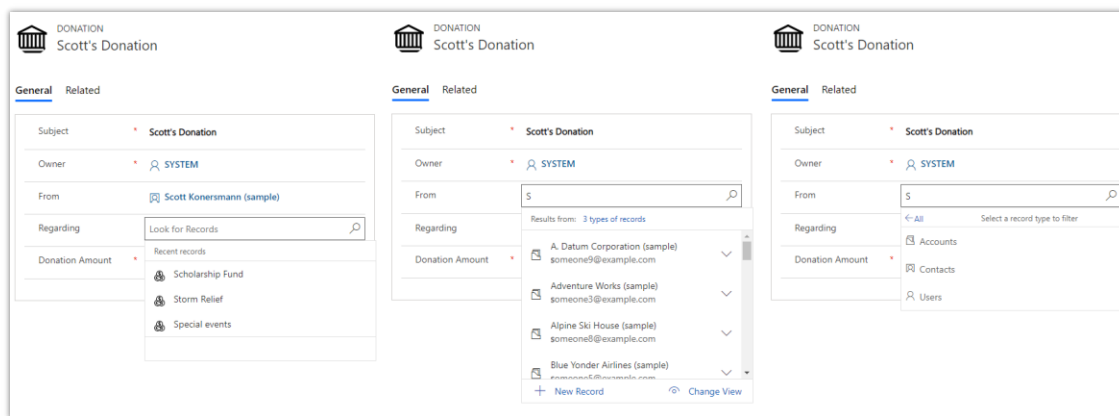 DONATION
Scott's Donation
General Related
Subject * Scott's Donation
Owner * SYSTEM
From Scott Konersmann (sample)
Regarding Look for Records
Recent records
Donation Amount *
Scholarship Fund
Storm Relief
Special events
DONATION
Scott's Donation
General Related
Subject * Scott's Donation
Owner * SYSTEM
From S
Results from: 3 types of records
Regarding
Donation Amount *
A. Datum Corporation (sample)
someone9@example.com
Adventure Works (sample)
someone3@example.com
Alpine Ski House (sample)
someone8@example.com
Blue Yonder Airlines (sample)
someone5@example.com
+ New Record Change View
DONATION
Scott's Donation
General Related
Subject * Scott's Donation
Owner * SYSTEM
From S
←All Select a record type to filter
Regarding
Donation Amount *
Accounts
Contacts
Users